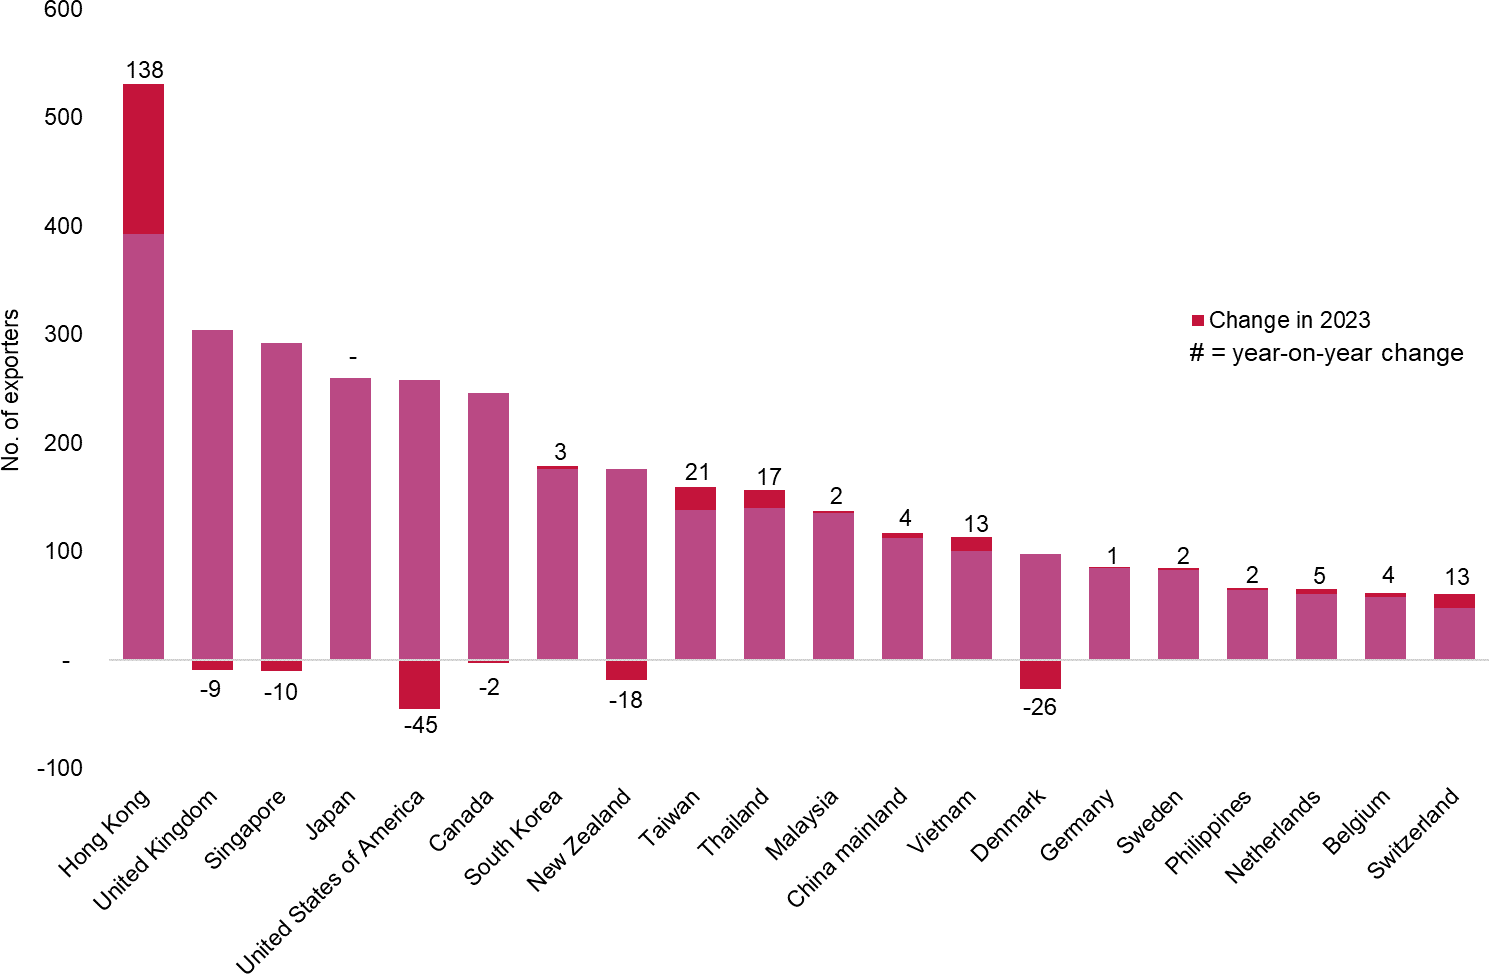 600
500
400
300
200
100
-
-100
No. of exporters
138
-9
-10
-
-45
-2
3
-18
21
17
2
4
13
-26
1
2
2
5
4
13
Change in 2023
# = year-on-year change
Hong Kong
United Kingdom
Singapore
Japan
United States of America
Canada
South Korea
New Zealand
Taiwan
Thailand
Malaysia
China mainland
Vietnam
Denmark
Germany
Sweden
Philippines
Netherlands
Belgium
Switzerland